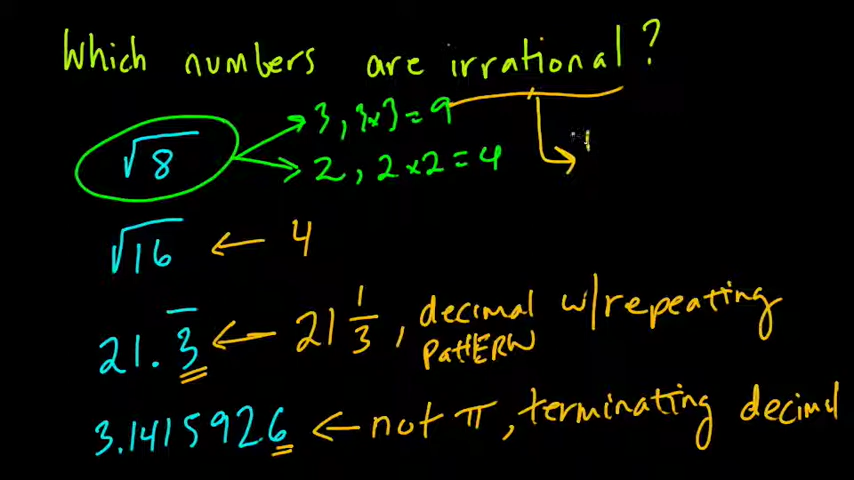 Which numbers are irrational?
√8
3, 3×3=9
2, 2×2=4
√16 ← 4
21.3̅ ← 21 1/3, decimal w/repeating
pattERN
3.1415926 ← not π, terminating decimal